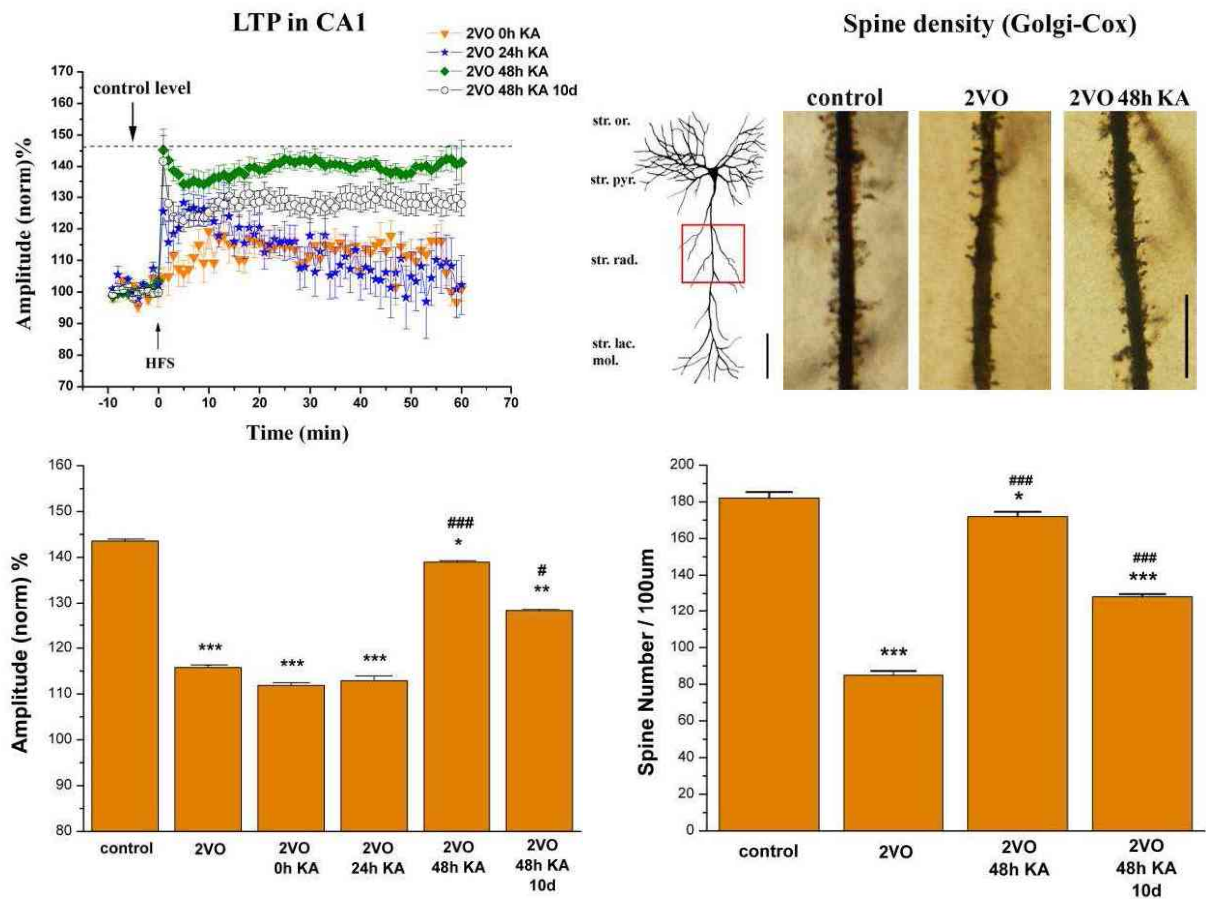 LTP in CA1
2VO 0h KA
2VO 24h KA
2VO 48h KA
2VO 48h KA 10d
control level
HFS
Amplitude (norm)%
150
170
160
150
140
130
120
110
100
90
80
70
-10
0
10
20
30
40
50
60
70
Time (min)
Spine density (Golgi-Cox)
control
2VO
2VO 48h KA
str. or.
str. pyr.
str. rad.
str. lac.
mol.
Amplitude (norm) %
160
150
140
130
120
110
100
90
80
***
***
***
###
*
#
**
control
2VO
2VO
0h KA
2VO
24h KA
2VO
48h KA
2VO
48h KA
10d
Spine Number / 100um
200
180
160
140
120
100
80
60
40
20
0
***
###
*
###
***
control
2VO
2VO
48h KA
2VO
48h KA
10d